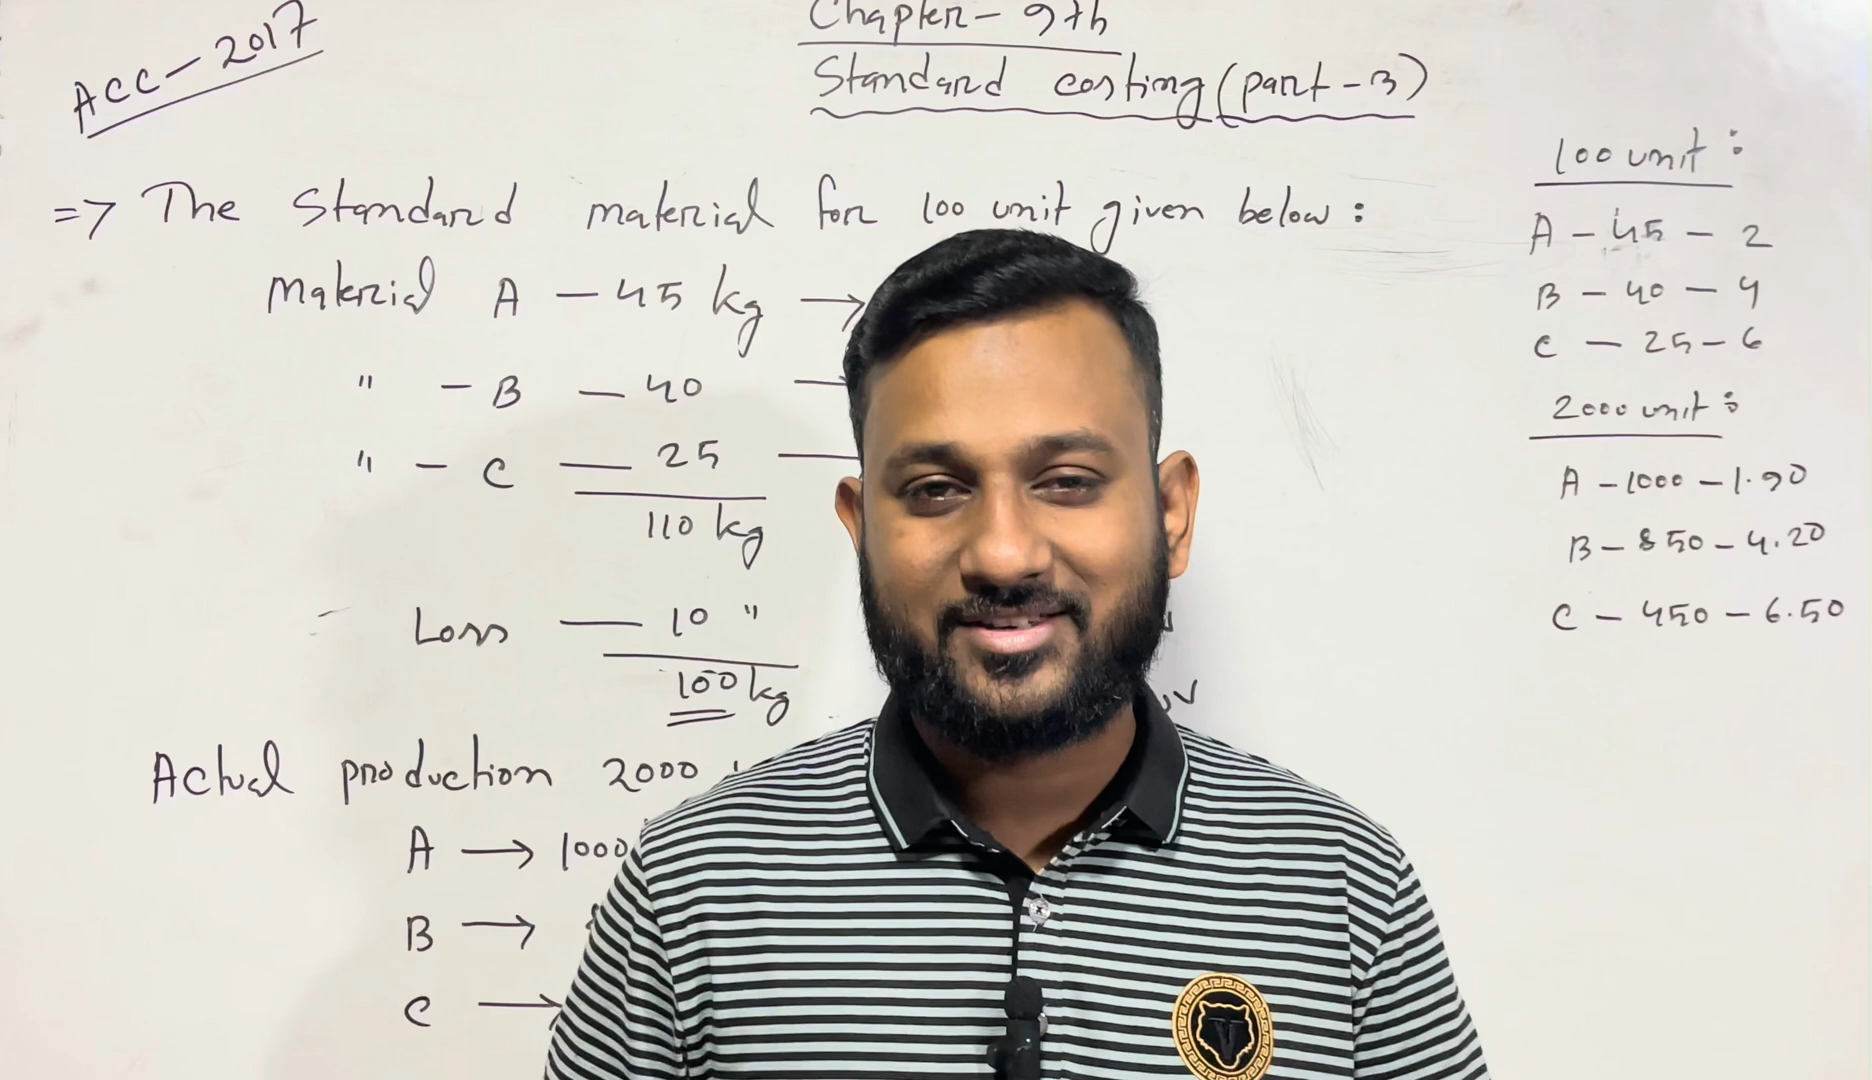 ACC-2017
Chapter - 9th
Standard costing (part-3)
=> The Standard material for 100 unit given below :
Material A - 45 kg →
" - B - 40 -
" - C - 25 -
110 kg
Loss - 10 "
100 kg
Actual production 2000
A → 1000
B →
C →
100 unit :
A - 45 - 2
B - 40 - 4
C - 25 - 6
2000 unit :
A - 1000 - 1.90
B - 850 - 4.20
C - 450 - 6.50
V